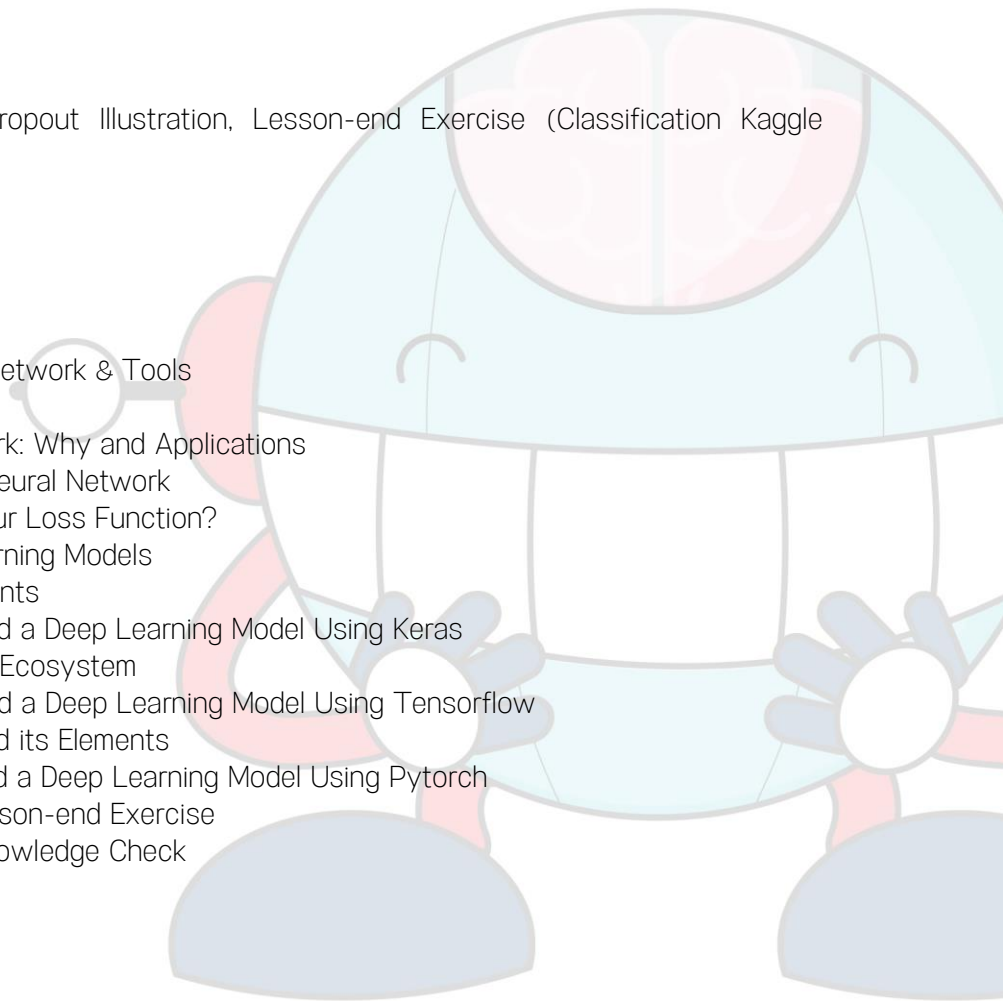 ropout Illustration, Lesson-end Exercise (Classification Kaggle
etwork & Tools
rk: Why and Applications
eural Network
ur Loss Function?
rning Models
nts
d a Deep Learning Model Using Keras
Ecosystem
d a Deep Learning Model Using Tensorflow
d its Elements
d a Deep Learning Model Using Pytorch
son-end Exercise
owledge Check